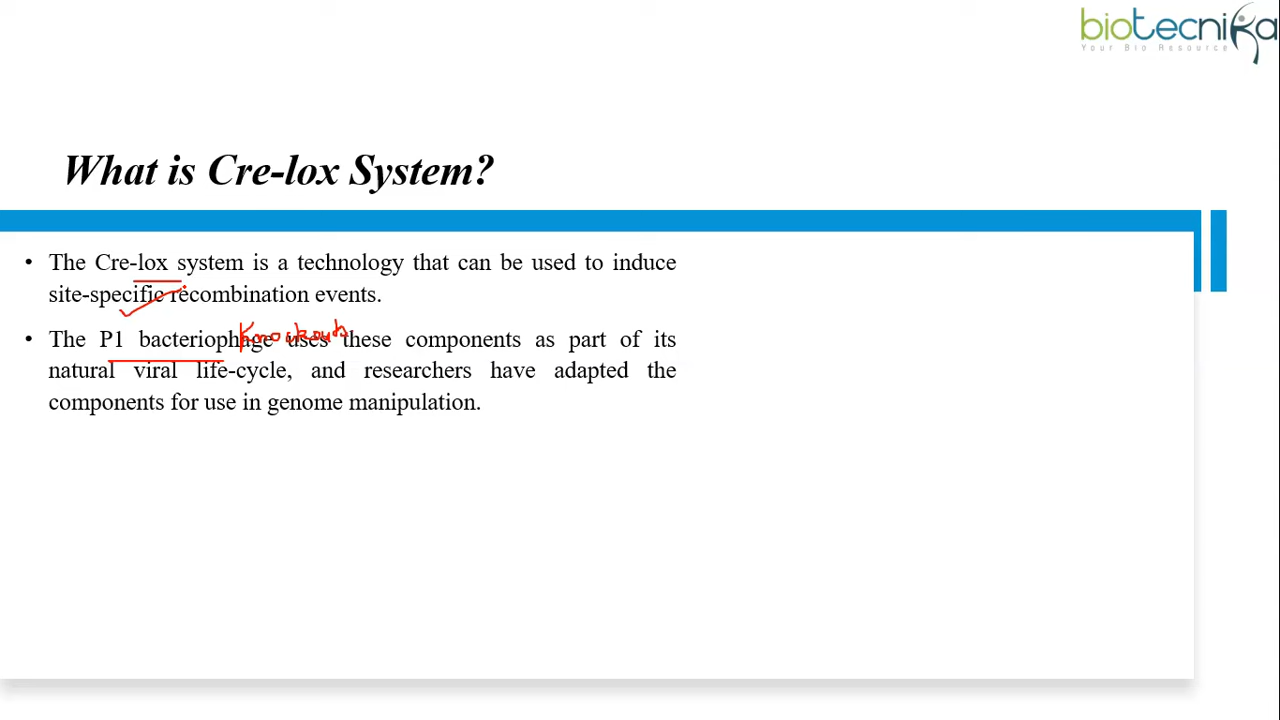 biotecnika
Your Bio Resource
What is Cre-lox System?
• The Cre-lox system is a technology that can be used to induce
site-specific recombination events.
Knockout
• The P1 bacteriophage uses these components as part of its
natural viral life-cycle, and researchers have adapted the
components for use in genome manipulation.